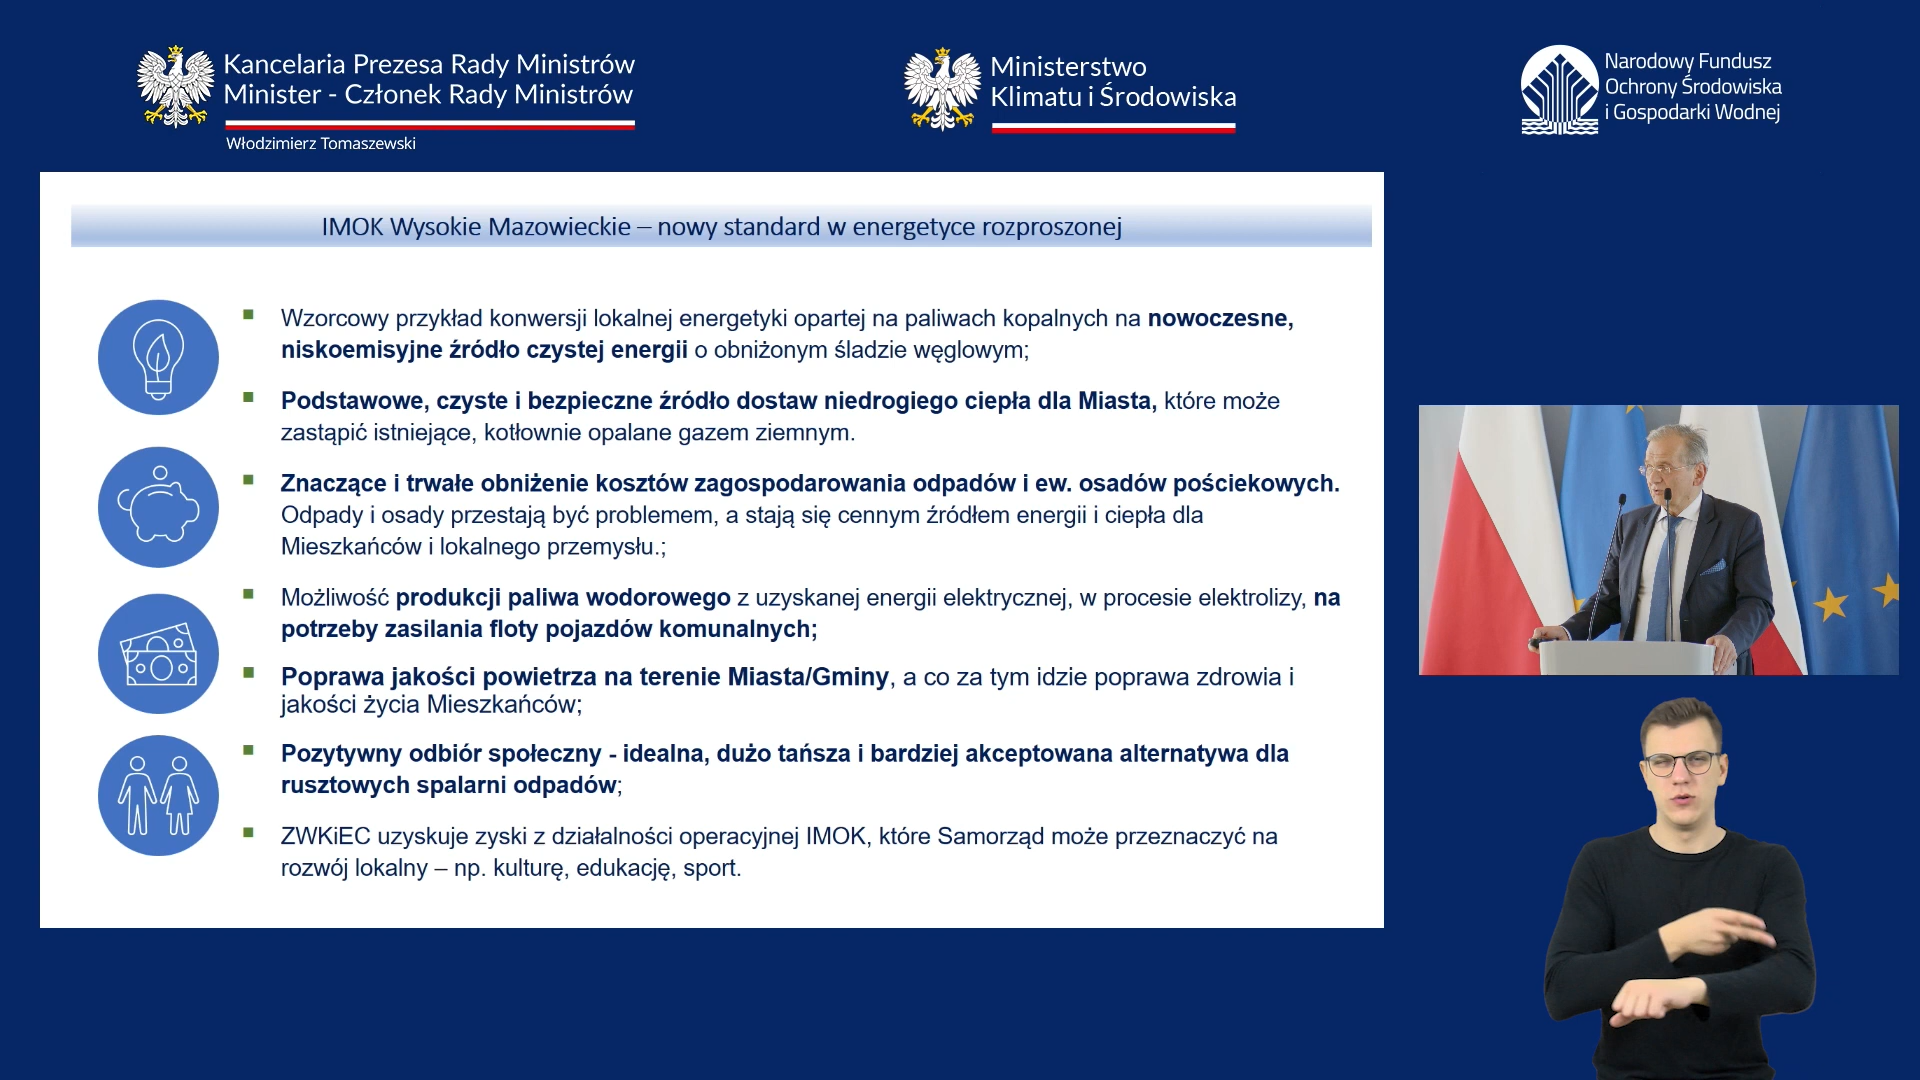 Kancelaria Prezesa Rady Ministrów
Minister - Członek Rady Ministrów
Włodzimierz Tomaszewski
Ministerstwo
Klimatu i Środowiska
Narodowy Fundusz
Ochrony Środowiska
i Gospodarki Wodnej
IMOK Wysokie Mazowieckie – nowy standard w energetyce rozproszonej
Wzorcowy przykład konwersji lokalnej energetyki opartej na paliwach kopalnych na nowoczesne,
niskoemisyjne źródło czystej energii o obniżonym śladzie węglowym;
Podstawowe, czyste i bezpieczne źródło dostaw niedrogiego ciepła dla Miasta, które może
zastąpić istniejące, kotłownie opalane gazem ziemnym.
Znaczące i trwałe obniżenie kosztów zagospodarowania odpadów i ew. osadów pościekowych.
Odpady i osady przestają być problemem, a stają się cennym źródłem energii i ciepła dla
Mieszkańców i lokalnego przemysłu.;
Możliwość produkcji paliwa wodorowego z uzyskanej energii elektrycznej, w procesie elektrolizy, na
potrzeby zasilania floty pojazdów komunalnych;
Poprawa jakości powietrza na terenie Miasta/Gminy, a co za tym idzie poprawa zdrowia i
jakości życia Mieszkańców;
Pozytywny odbiór społeczny - idealna, dużo tańsza i bardziej akceptowana alternatywa dla
rusztowych spalarni odpadów;
ZWKiEC uzyskuje zyski z działalności operacyjnej IMOK, które Samorząd może przeznaczyć na
rozwój lokalny – np. kulturę, edukację, sport.